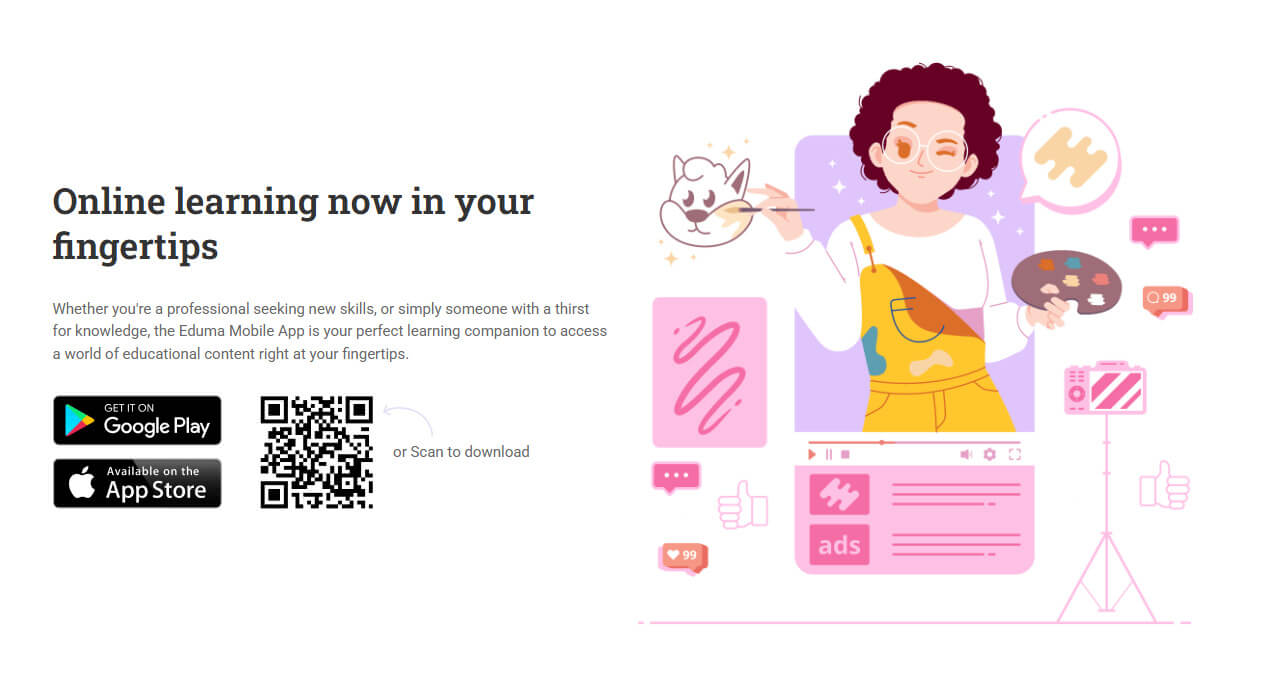 Online learning now in your
fingertips
Whether you're a professional seeking new skills, or simply someone with a thirst
for knowledge, the Eduma Mobile App is your perfect learning companion to access
a world of educational content right at your fingertips.
GET IT ON
Google Play
Available on the
App Store
or Scan to download
99
ads
99